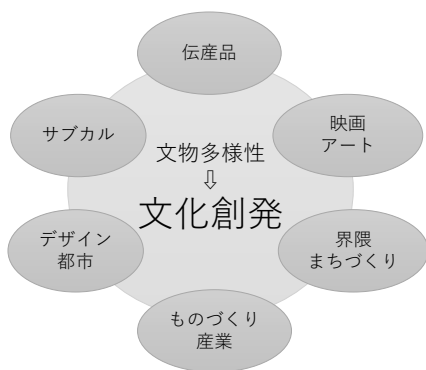 伝産品
サブカル
映画
アート
文物多様性
⇩
文化創発
デザイン
都市
界隈
まちづくり
ものづくり
産業